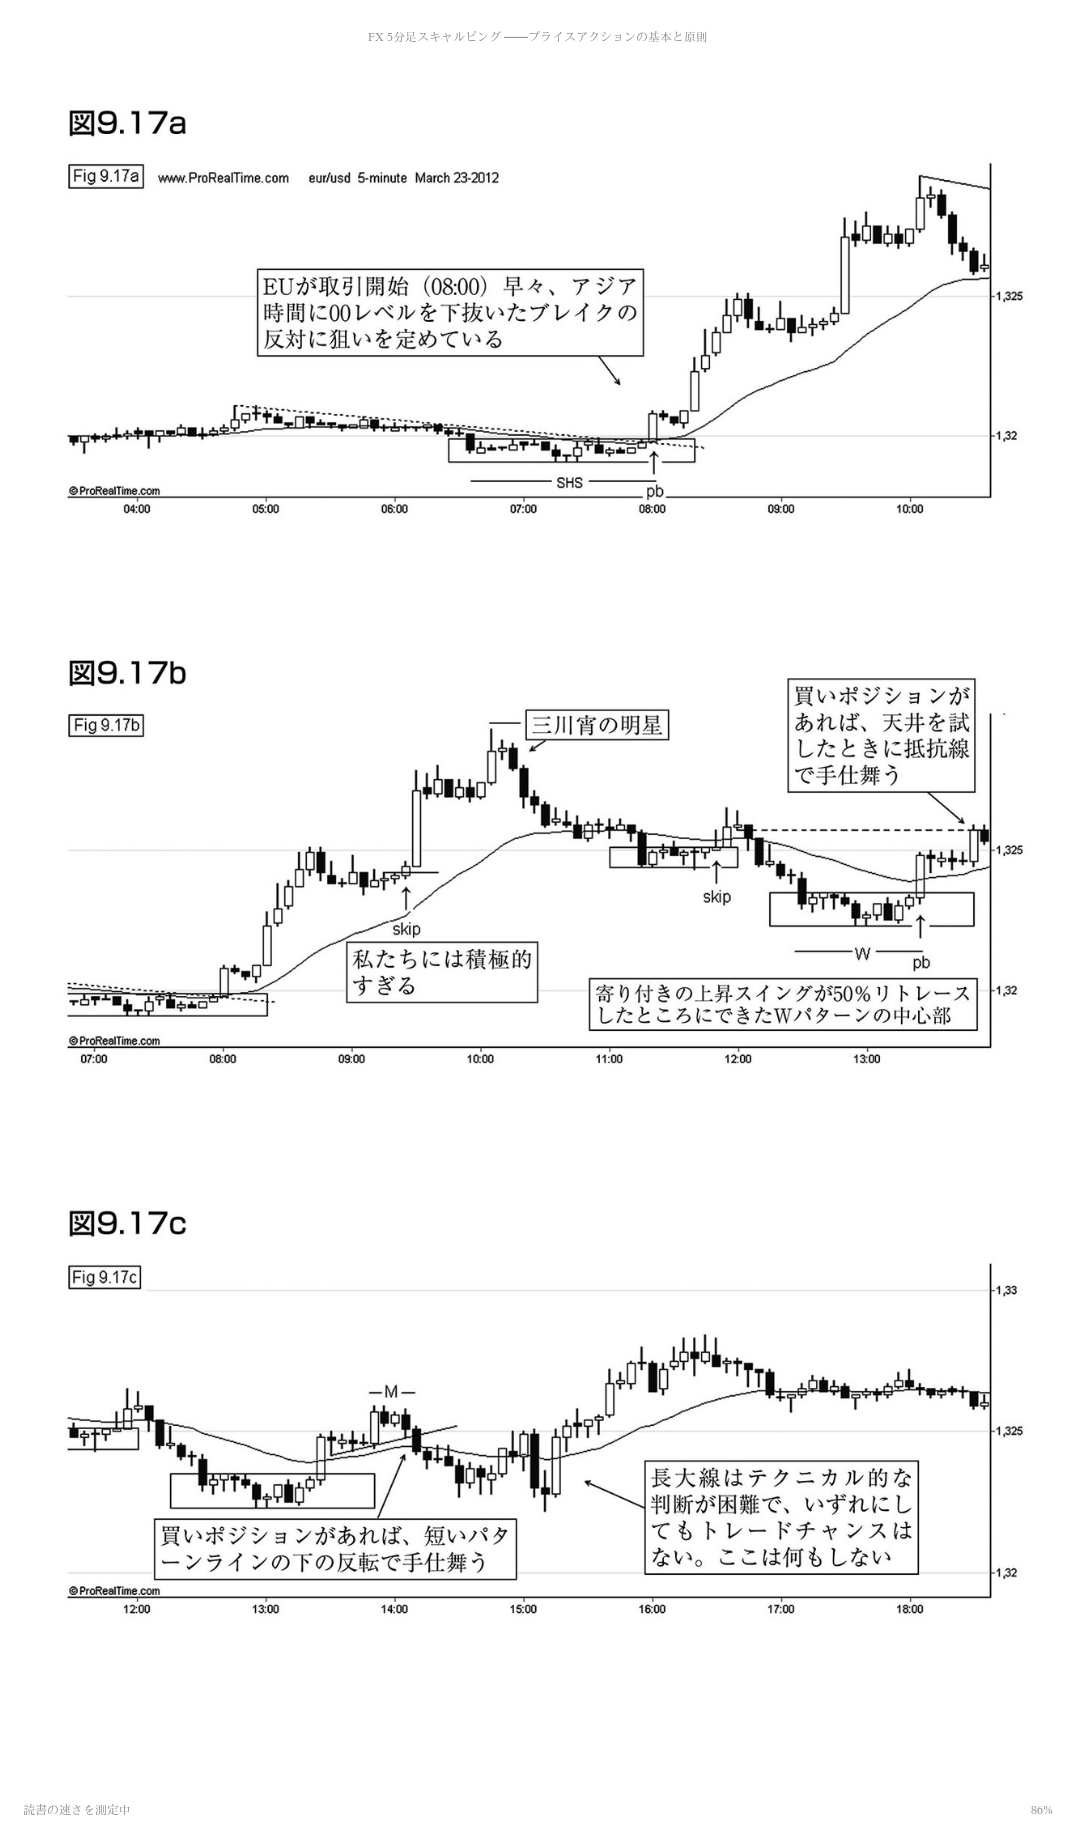 FX 5分足スキャルピング ――プライスアクションの基本と原則
図9.17a
Fig 9.17a www.ProRealTime.com eur/usd 5-minute March 23-2012
EUが取引開始（08:00）早々、アジア
時間に00レベルを下抜いたブレイクの
反対に狙いを定めている
1,325
1,32
SHS
pb
©ProRealTime.com
04:00 05:00 06:00 07:00 08:00 09:00 10:00
図9.17b
Fig 9.17b
三川宵の明星
買いポジションが
あれば、天井を試
したときに抵抗線
で手仕舞う
1,325
skip
skip
私たちには積極的
すぎる
W
pb
寄り付きの上昇スイングが50％リトレース
したところにできたWパターンの中心部
1,32
©ProRealTime.com
07:00 08:00 09:00 10:00 11:00 12:00 13:00
図9.17c
Fig 9.17c
1,33
M
1,325
長大線はテクニカル的な
判断が困難で、いずれにし
てもトレードチャンスは
ない。ここは何もしない
買いポジションがあれば、短いパタ
ーンラインの下の反転で手仕舞う
1,32
©ProRealTime.com
12:00 13:00 14:00 15:00 16:00 17:00 18:00
読書の速さを測定中
86%